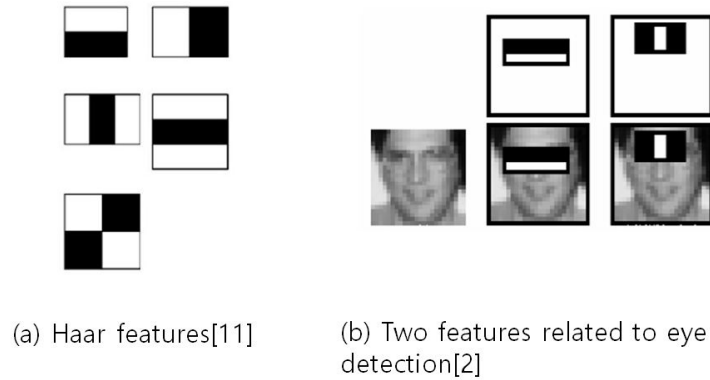 (a) Haar features[11]
(b) Two features related to eye
detection[2]